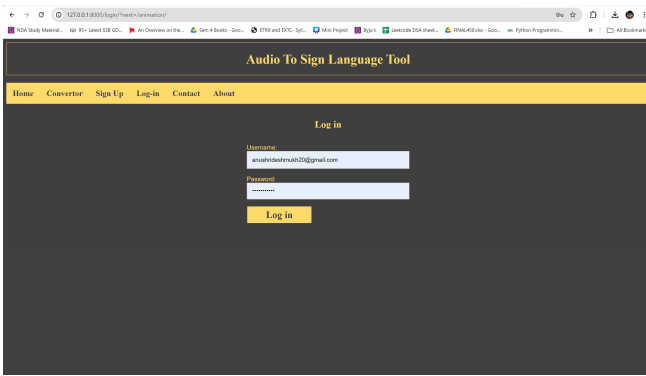 127.0.0.1:8000/login/?next=/animation/
NDA Study Material... 95+ Latest SSB GD... An Overview on the... Sem 4 Books - Goo... ETRX and EXTC- Syll... Mini Project Byju's Leetcode DSA sheet... FINAL450.xlsx - Goo... Python Programmin... » All Bookmarks
Audio To Sign Language Tool
Home Convertor Sign Up Log-in Contact About
Log in
Username:
anushrideshmukh20@gmail.com
Password:
Log in